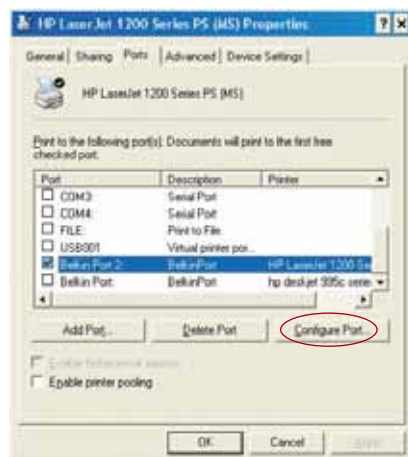 HP LaserJet 1200 Series PS (MS) Properties
General Sharing Ports Advanced Device Settings
HP LaserJet 1200 Series PS (MS)
Print to the following port(s). Documents will print to the first free
checked port.
Port Description Printer
COM3: Serial Port
COM4: Serial Port
FILE: Print to File
USB001 Virtual printer por...
Belkin Port 2: BelkinPort HP LaserJet 1200 Se
Belkin Port: BelkinPort hp deskjet 995c serie
Add Port... Delete Port Configure Port...
Enable bidirectional support
Enable printer pooling
OK Cancel Apply